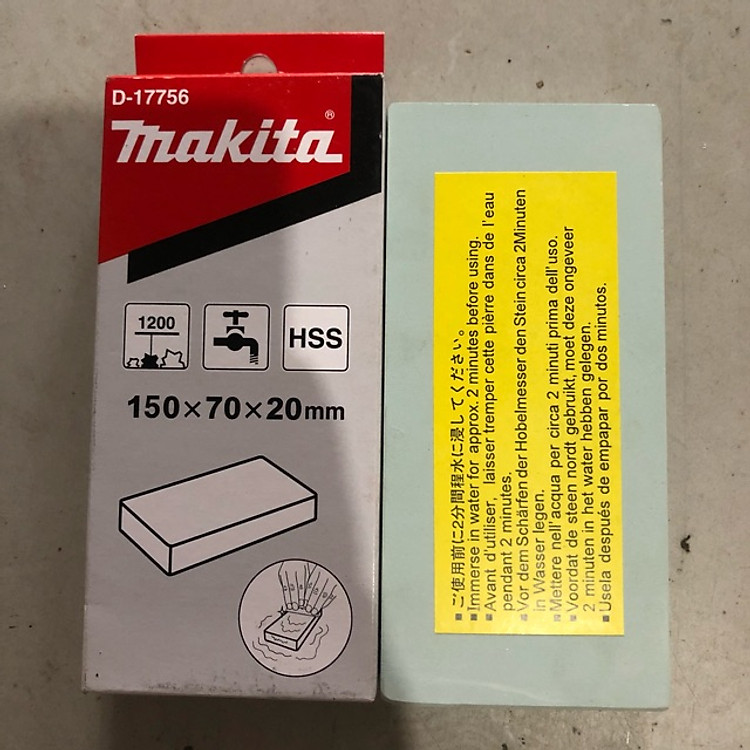 D-17756
makita®
1200
HSS
150×70×20mm
■ご使用前に2分間程水に浸してください。
■Immerse in water for approx. 2 minutes before using.
■Avant d'utiliser, laisser tremper cette pièrre dans de l'eau
pendant 2 minutes.
■Vor dem Schärfen der Hobelmesser den Stein circa 2Minuten
in Wasser legen.
■Mettere nell'acqua per circa 2 minuti prima dell'uso.
■Voordat de steen nordt gebruikt, moet deze ongeveer
2 minuten in het water hebben gelegen.
■Usela después de empapar por dos minutos.